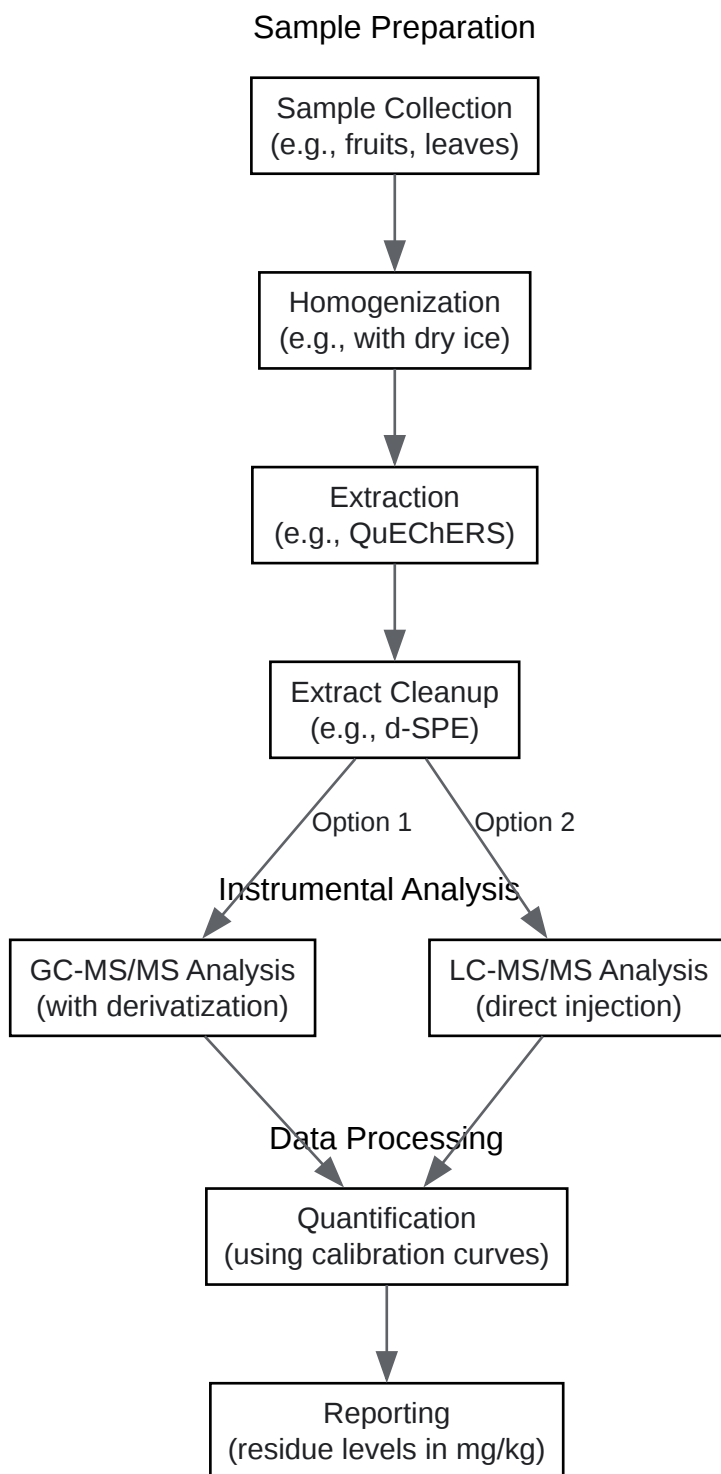 Sample Preparation
Sample Collection
(e.g., fruits, leaves)
Homogenization
(e.g., with dry ice)
Extraction
(e.g., QuEChERS)
Extract Cleanup
(e.g., d-SPE)
Option 1
Option 2
Instrumental Analysis
GC-MS/MS Analysis
(with derivatization)
LC-MS/MS Analysis
(direct injection)
Data Processing
Quantification
(using calibration curves)
Reporting
(residue levels in mg/kg)